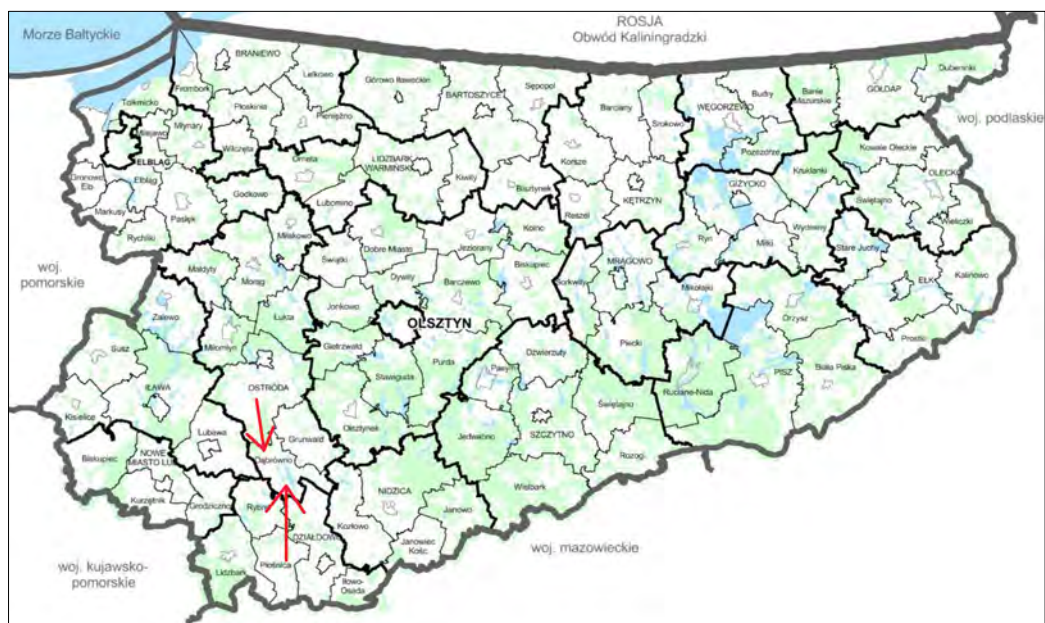 Morze Bałtyckie
ROSJA
Obwód Kaliningradzki
BRANIEWO
Lelkowo
Górowo Iławeckie
Sępopol
Dubeninki
Frombork
BARTOSZYCE
Budry
GOŁDAP
Tolkmicko
Płoskinia
Pieniężno
Barciany
WĘGORZEWO
Banie
Mazurskie
Milejewo
Młynary
Srokowo
woj. podlaskie
ELBLĄG
Wilczęta
Orneta
LIDZBARK
WARMIŃSKI
Kiwity
Korsze
Pozezdrze
Kowale Oleckie
Gronowo
Elb.
Elbląg
Godkowo
Bisztynek
KĘTRZYN
GIŻYCKO
Kruklanki
OLECKO
Markusy
Pasłęk
Lubomino
Reszel
Świętajno
Wieliczki
Rychliki
Miłakowo
Dobre Miasto
Jeziorany
Kolno
Ryn
Miłki
Wydminy
Stare Juchy
woj.
pomorskie
Małdyty
Świątki
Biskupiec
MRĄGOWO
Morąg
Dywity
Barczewo
Sorkwity
Mikołajki
EŁK
Kalinowo
Zalewo
Jonkowo
Łukta
OLSZTYN
Orzysz
Miłomłyn
Gietrzwałd
Purda
Dźwierzuty
Piecki
Prostki
Susz
Pasym
PISZ
Biała Piska
IŁAWA
OSTRÓDA
Stawiguda
Ruciane-Nida
Kisielice
Świętajno
Lubawa
Grunwald
Olsztynek
Jedwabno
SZCZYTNO
Biskupiec
NOWE
MIASTO LUB.
Dąbrówno
Rozogi
Kurzętnik
NIDZICA
Wielbark
Grodziczno
Janowo
Kozłowo
DZIAŁDOWO
Janowiec
Kośc.
woj. mazowieckie
woj. kujawsko-
pomorskie
Lidzbark
Płośnica
Iłowo-
Osada